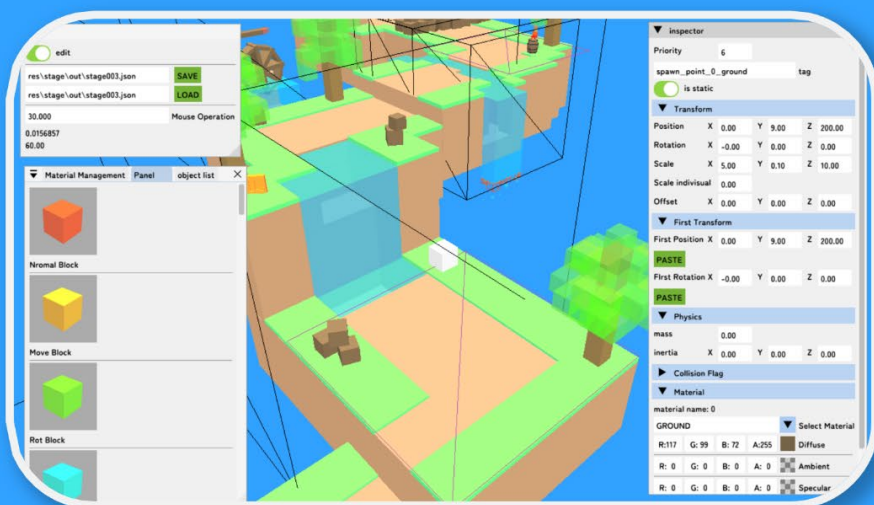 edit
res\stage\out\stage003.json SAVE
res\stage\out\stage003.json LOAD
30.000 Mouse Operation
0.0156857
60.00
Material Management Panel object list
Nromal Block
Move Block
Rot Block
inspector
Priority 6
spawn_point_0_ground tag
is static
Transform
Position X 0.00 Y 9.00 Z 200.00
Rotation X -0.00 Y 0.00 Z 0.00
Scale X 5.00 Y 0.10 Z 10.00
Scale indivisual 0.00
Offset X 0.00 Y 0.00 Z 0.00
First Transform
First Position X 0.00 Y 9.00 Z 200.00
PASTE
FIrst Rotation X -0.00 Y 0.00 Z 0.00
PASTE
Physics
mass 0.00
inertia X 0.00 Y 0.00 Z 0.00
Collision Flag
Material
material name: 0
GROUND Select Material
R:117 G: 99 B: 72 A:255 Diffuse
R: 0 G: 0 B: 0 A: 0 Ambient
R: 0 G: 0 B: 0 A: 0 Specular